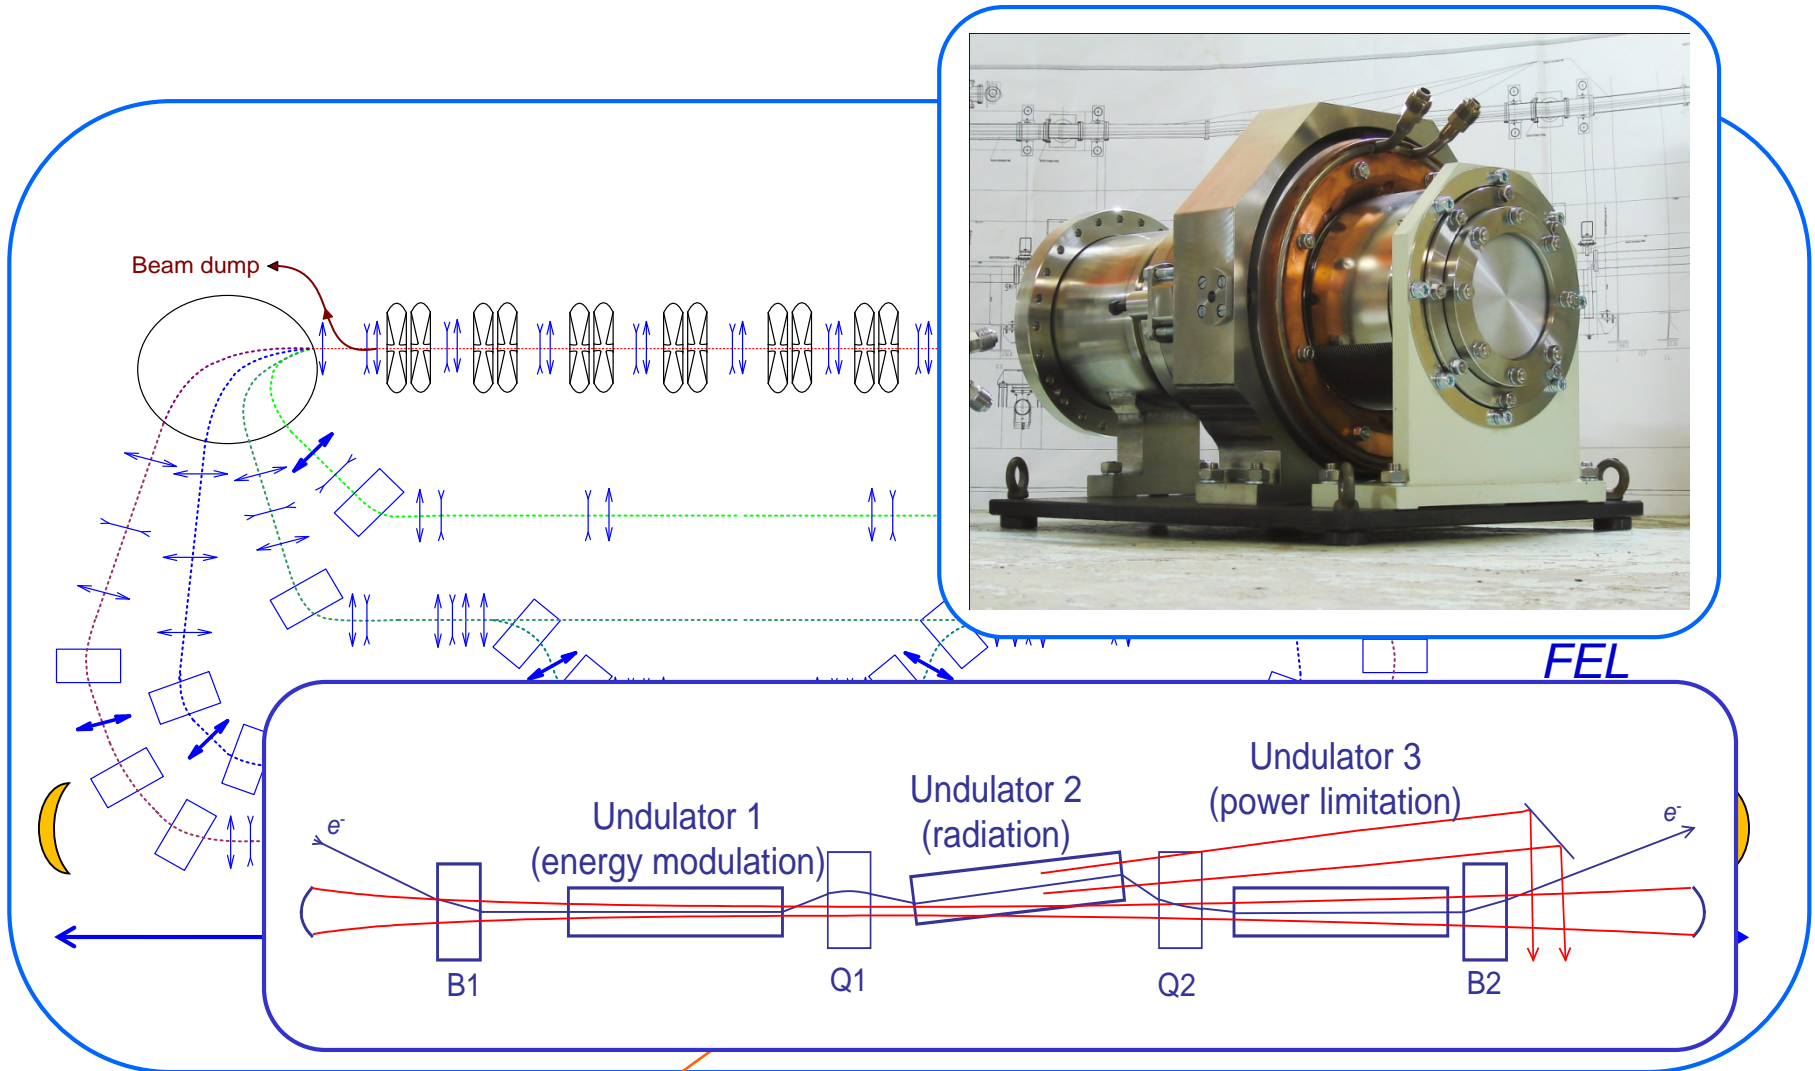 Beam dump
FEL
Undulator 1
(energy modulation)
Undulator 2
(radiation)
Undulator 3
(power limitation)
e-
e-
B1
Q1
Q2
B2